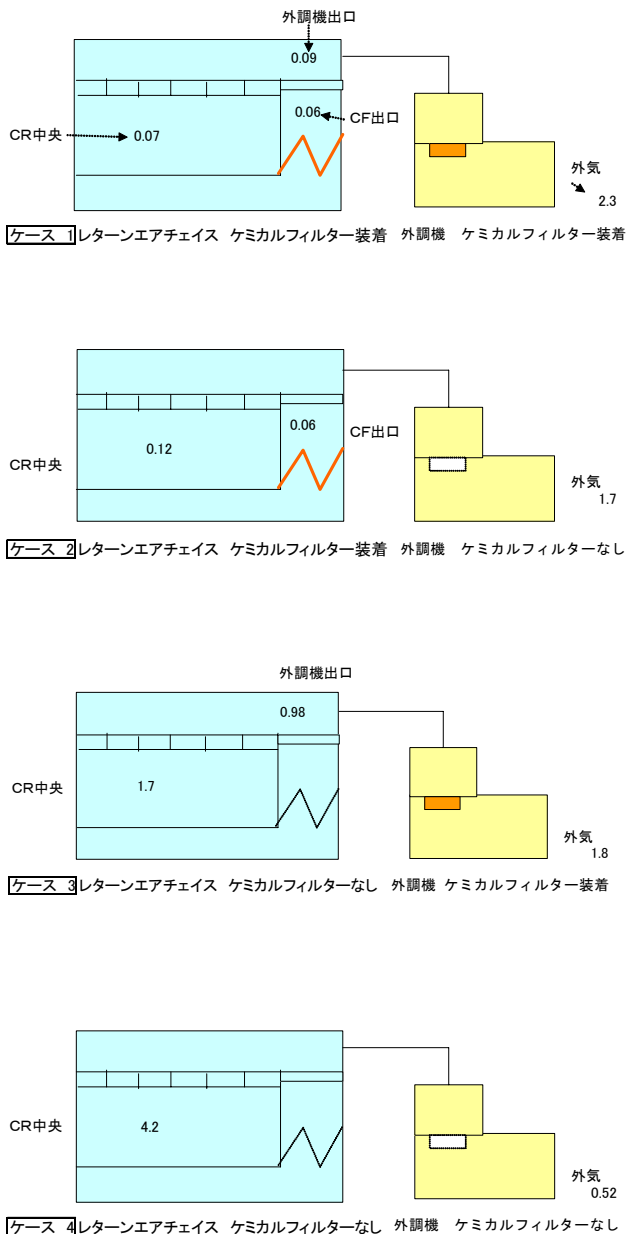 外調機出口
0.09
0.06
CF出口
CR中央
0.07
外気
2.3
ケース 1 レターンエアチェイス ケミカルフィルター装着 外調機 ケミカルフィルター装着
0.06
CF出口
0.12
CR中央
外気
1.7
ケース 2 レターンエアチェイス ケミカルフィルター装着 外調機 ケミカルフィルターなし
外調機出口
0.98
CR中央
1.7
外気
1.8
ケース 3 レターンエアチェイス ケミカルフィルターなし 外調機 ケミカルフィルター装着
CR中央
4.2
外気
0.52
ケース 4 レターンエアチェイス ケミカルフィルターなし 外調機 ケミカルフィルターなし